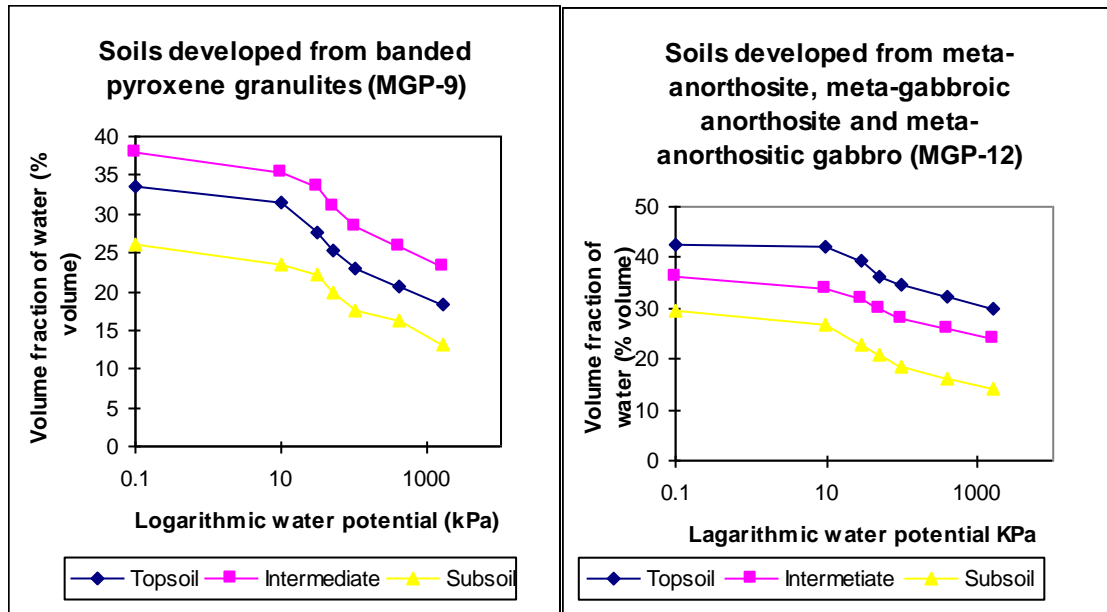 Soils developed from banded
pyroxene granulites (MGP-9)
Volume fraction of water (%
volume)
40
35
30
25
20
15
10
5
0
0.1 10 1000
Logarithmic water potential (kPa)
Topsoil Intermediate Subsoil
Soils developed from meta-
anorthosite, meta-gabbroic
anorthosite and meta-
anorthositic gabbro (MGP-12)
Volume fraction of
water (% volume)
50
40
30
20
10
0
0.1 10 1000
Lagarithmic water potential KPa
Topsoil Intermetiate Subsoil